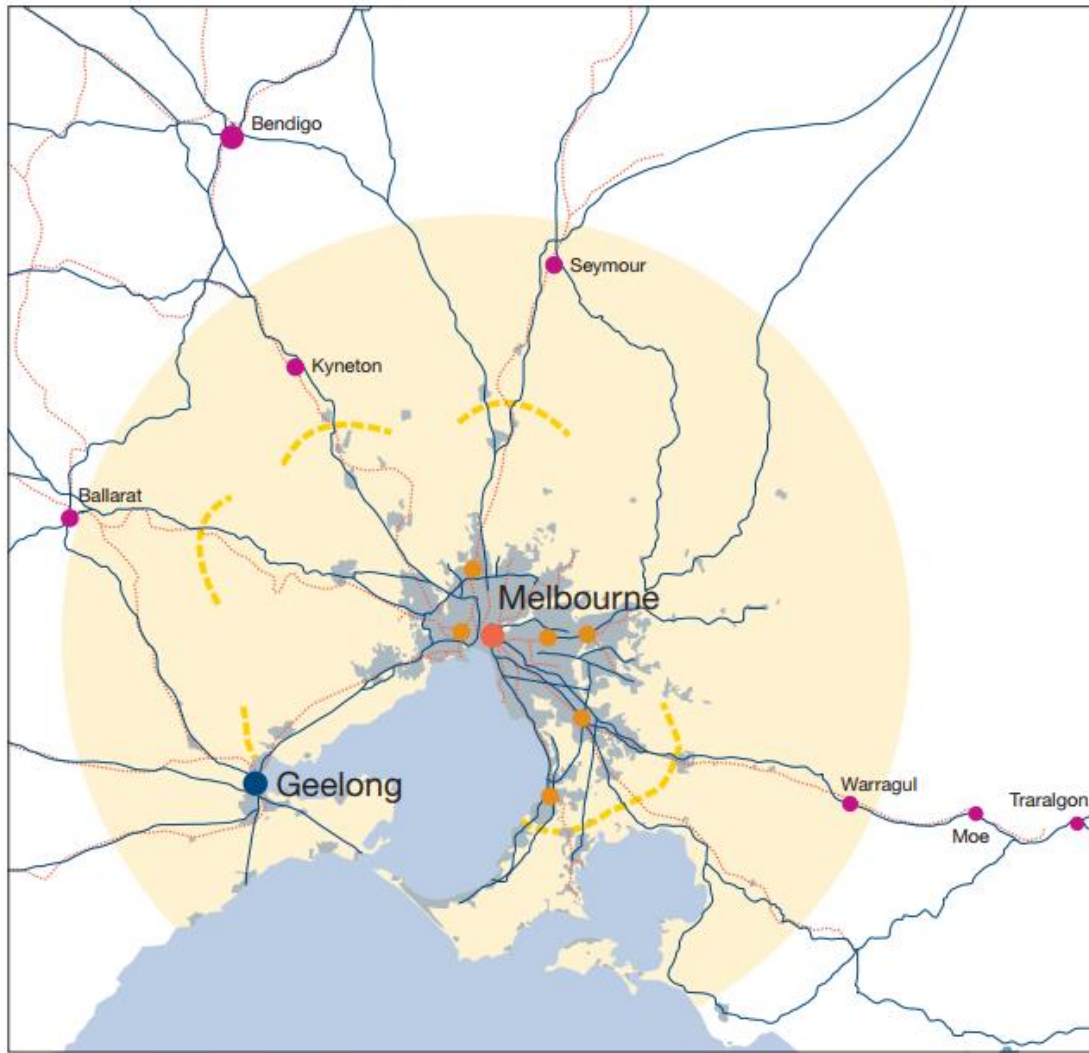 Bendigo
Seymour
Kyneton
Ballarat
Melbourne
Geelong
Warragul
Traralgon
Moe